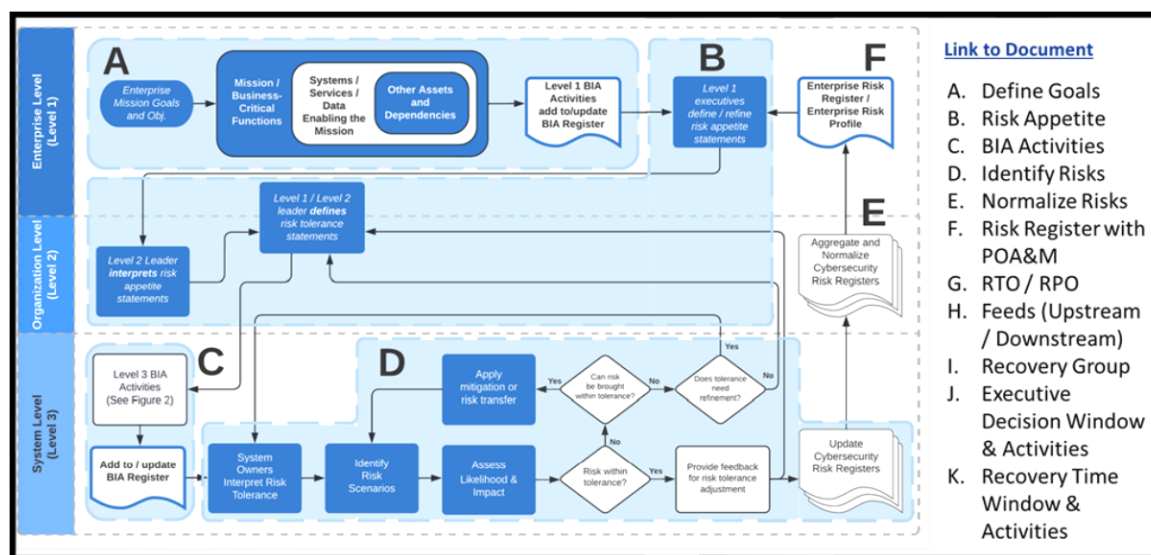 A
B
F
Enterprise
Mission Goals
and Obj.
Mission /
Business-
Critical
Functions
Systems /
Services /
Data
Enabling the
Mission
Other Assets
and
Dependencies
Level 1 BIA
Activities
add to/update
BIA Register
Level 1
executives
define / refine
risk appetite
statements
Enterprise Risk
Register /
Enterprise Risk
Profile
Enterprise Level
(Level 1)
Level 1 / Level 2
leader defines
risk tolerance
statements
E
Organization Level
(Level 2)
Level 2 Leader
interprets risk
appetite
statements
Aggregate and
Normalize
Cybersecurity
Risk Registers
System Level
(Level 3)
C
D
Level 3 BIA
Activities
(See Figure 2)
Add to / update
BIA Register
Apply
mitigation or
risk transfer
Yes
Can risk
be brought
within tolerance?
No
Does tolerance
need
refinement?
Yes
No
System
Owners
Interpret Risk
Tolerance
Identify
Risk
Scenarios
Assess
Likelihood &
Impact
No
Risk within
tolerance?
Yes
Provide feedback
for risk tolerance
adjustment
Update
Cybersecurity
Risk Registers
Link to Document
A. Define Goals
B. Risk Appetite
C. BIA Activities
D. Identify Risks
E. Normalize Risks
F. Risk Register with
POA&M
G. RTO / RPO
H. Feeds (Upstream
/ Downstream)
I. Recovery Group
J. Executive
Decision Window
& Activities
K. Recovery Time
Window &
Activities